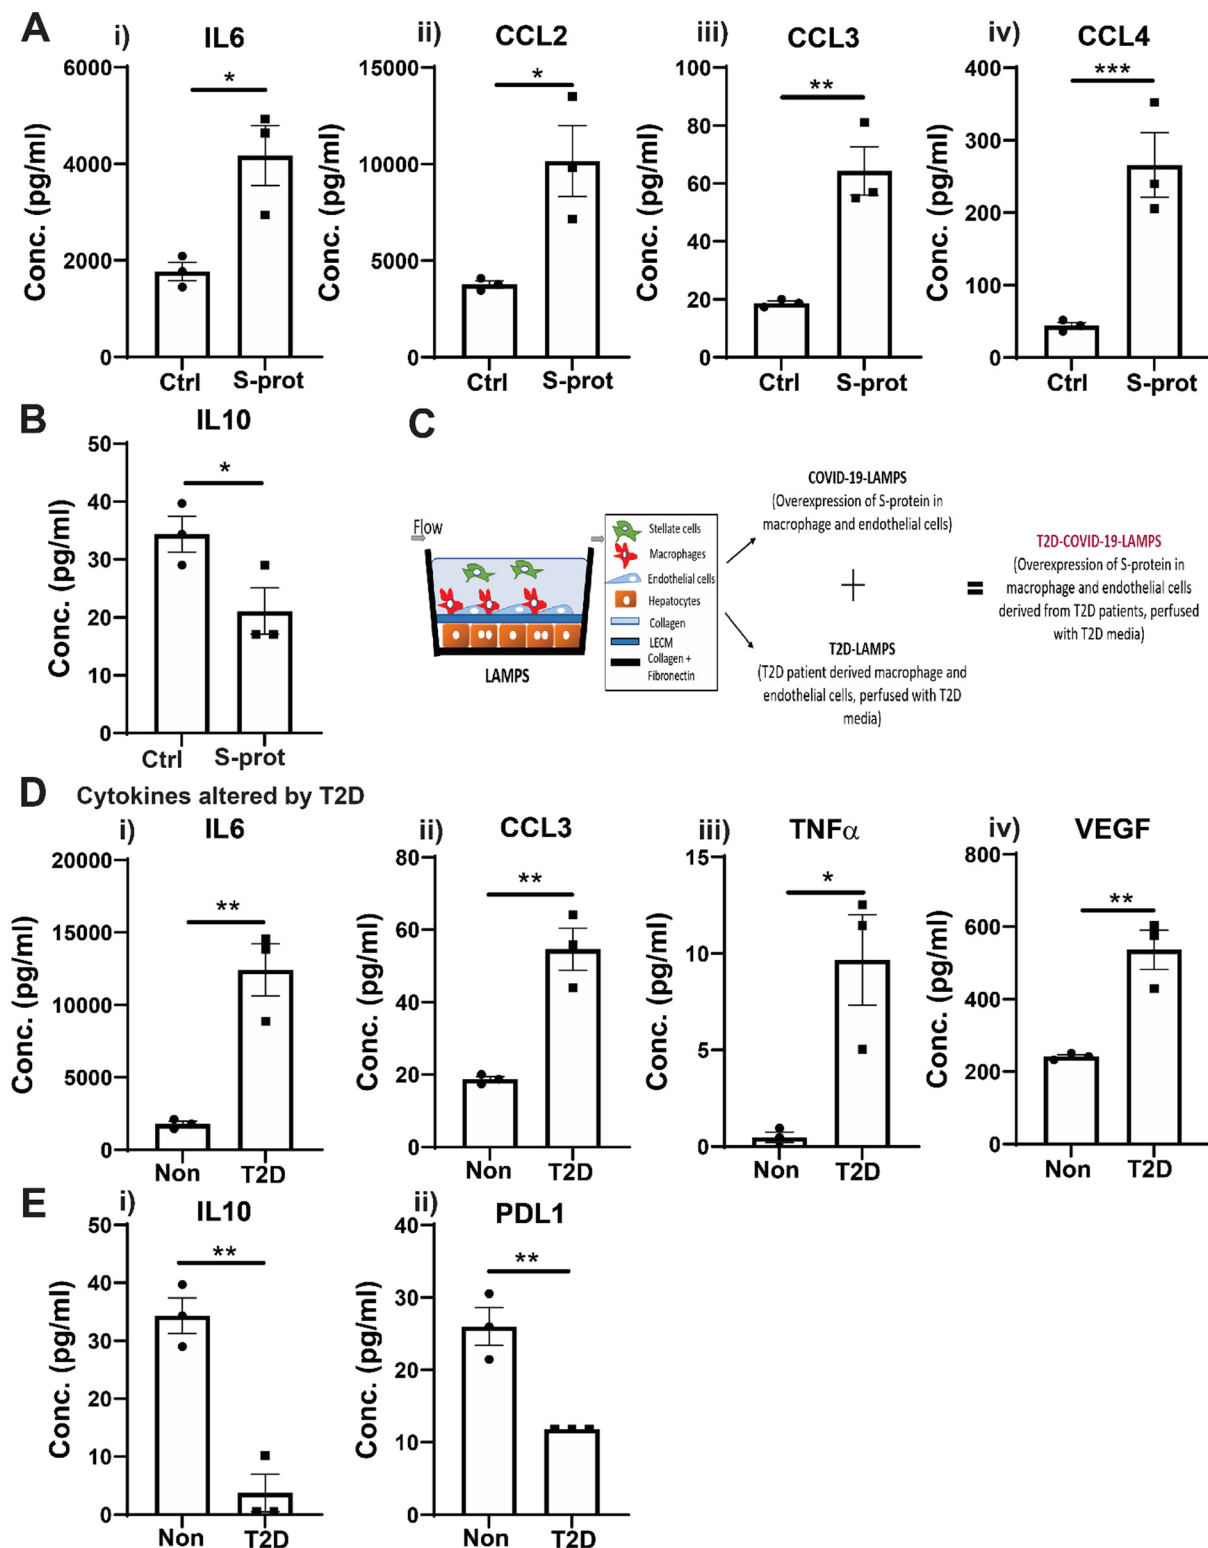 A
i)
IL6
Conc. (pg/ml)
6000
4000
2000
0
*
Ctrl
S-prot
ii)
CCL2
Conc. (pg/ml)
15000
10000
5000
0
*
Ctrl
S-prot
iii)
CCL3
Conc. (pg/ml)
100
80
60
40
20
0
**
Ctrl
S-prot
iv)
CCL4
Conc. (pg/ml)
400
300
200
100
0
***
Ctrl
S-prot
B
IL10
Conc. (pg/ml)
50
40
30
20
10
0
*
Ctrl
S-prot
C
Flow
LAMPS
Stellate cells
Macrophages
Endothelial cells
Hepatocytes
Collagen
LECM
Collagen +
Fibronectin
COVID-19-LAMPS
(Overexpression of S-protein in
macrophage and endothelial cells)
+
T2D-LAMPS
(T2D patient derived macrophage and
endothelial cells, perfused with T2D
media)
=
T2D-COVID-19-LAMPS
(Overexpression of S-protein in
macrophage and endothelial cells
derived from T2D patients, perfused
with T2D media)
D
Cytokines altered by T2D
i)
IL6
Conc. (pg/ml)
20000
15000
10000
5000
0
**
Non
T2D
ii)
CCL3
Conc. (pg/ml)
80
60
40
20
0
**
Non
T2D
iii)
TNFα
Conc. (pg/ml)
15
10
5
0
*
Non
T2D
iv)
VEGF
Conc. (pg/ml)
800
600
400
200
0
**
Non
T2D
E
i)
IL10
Conc. (pg/ml)
50
40
30
20
10
0
**
Non
T2D
ii)
PDL1
Conc. (pg/ml)
40
30
20
10
0
**
Non
T2D